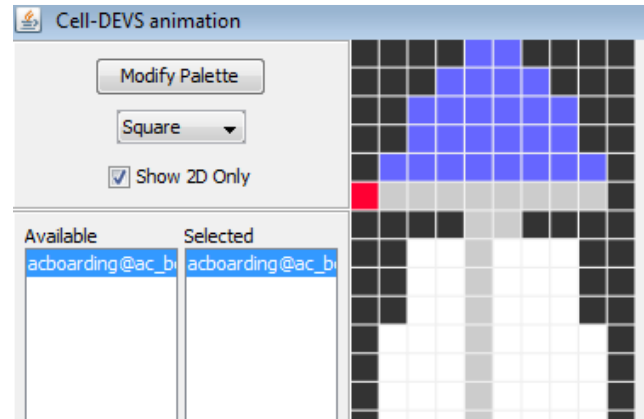 Cell-DEVS animation
Modify Palette
Square
Show 2D Only
Available Selected
acboarding@ac_b acboarding@ac_b